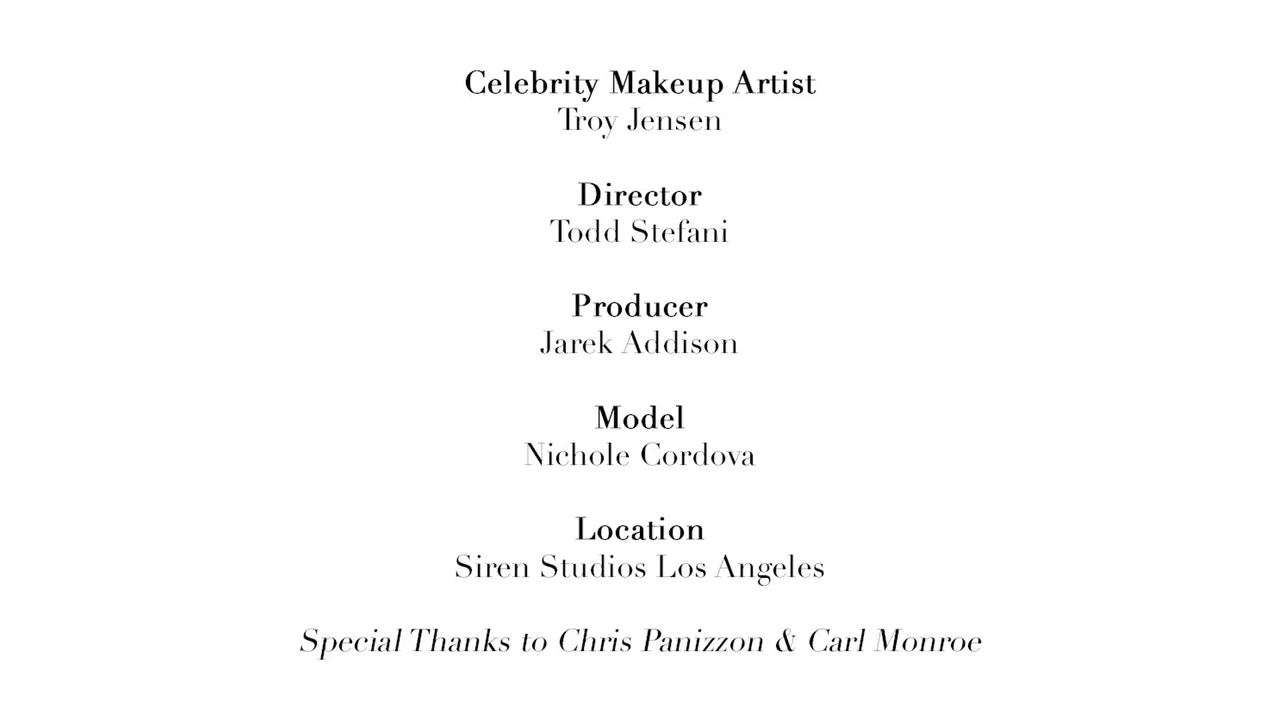 Celebrity Makeup Artist
Troy Jensen
Director
Todd Stefani
Producer
Jarek Addison
Model
Nichole Cordova
Location
Siren Studios Los Angeles
Special Thanks to Chris Panizzon & Carl Monroe